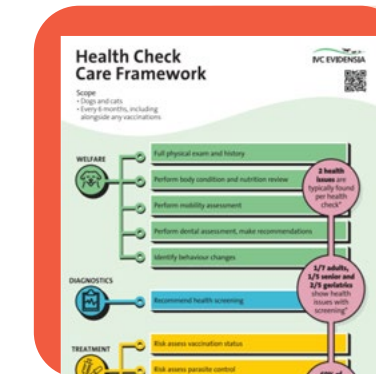 Health Check
Care Framework
IVC EVIDENSIA
Scope
• Dogs and cats
• Every 6 months, including
alongside any vaccinations
WELFARE
Full physical exam and history
Perform body condition and nutrition review
Perform mobility assessment
Perform dental assessment, make recommendations
Identify behaviour changes
2 health
issues are
typically found
per health
check*
DIAGNOSTICS
Recommend health screening
1/7 adults,
1/5 senior and
2/5 geriatrics
show health
issues with
screening*
TREATMENT
Risk assess vaccination status
Risk assess parasite control